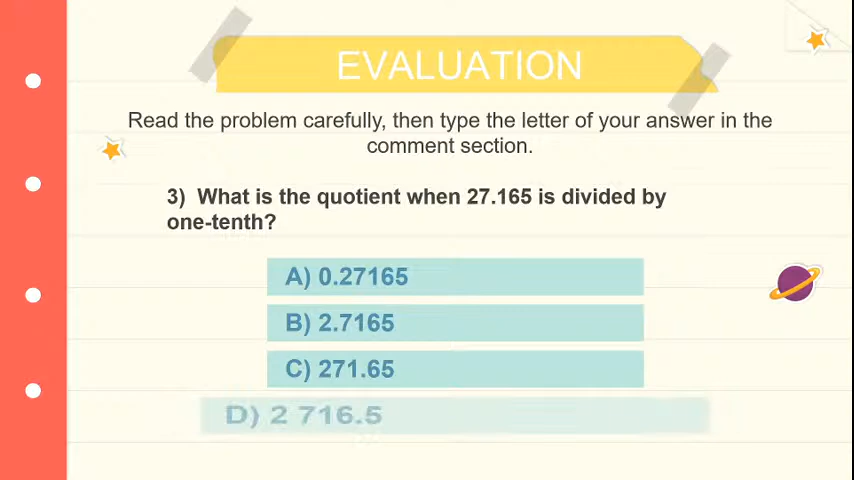 EVALUATION
Read the problem carefully, then type the letter of your answer in the
comment section.
3) What is the quotient when 27.165 is divided by
one-tenth?
A) 0.27165
B) 2.7165
C) 271.65
D) 2 716.5